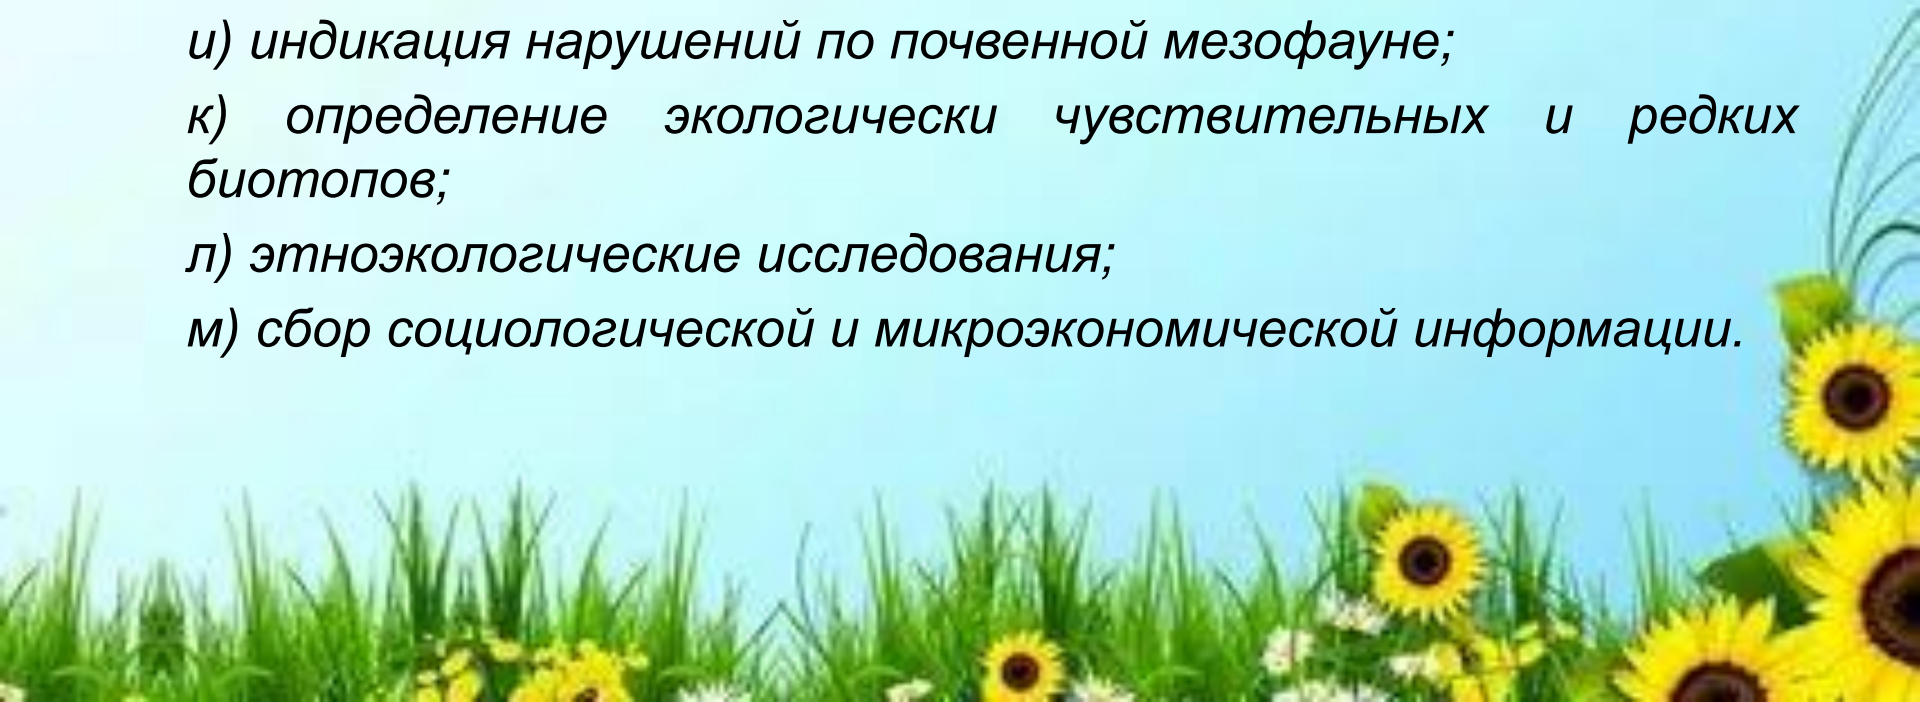 и) индикация нарушений по почвенной мезофауне;
к) определение экологически чувствительных и редких
биотопов;
л) этноэкологические исследования;
м) сбор социологической и микроэкономической информации.